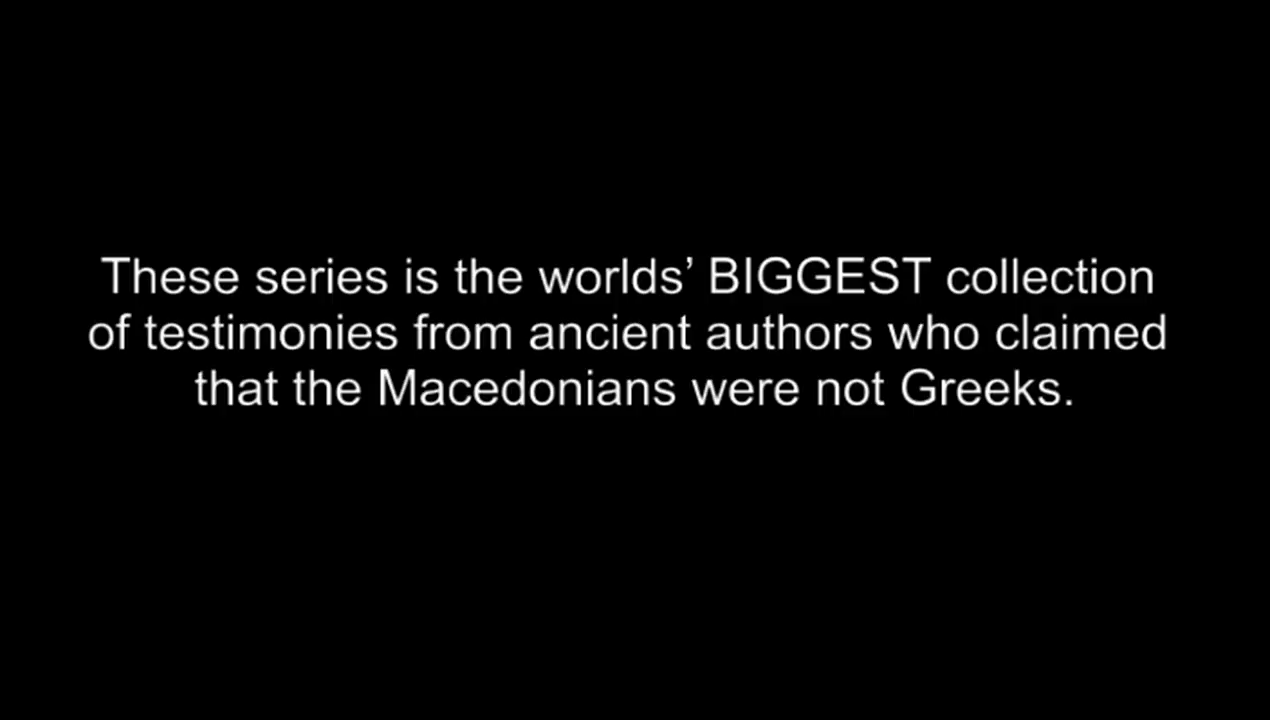 These series is the worlds’ BIGGEST collection
of testimonies from ancient authors who claimed
that the Macedonians were not Greeks.